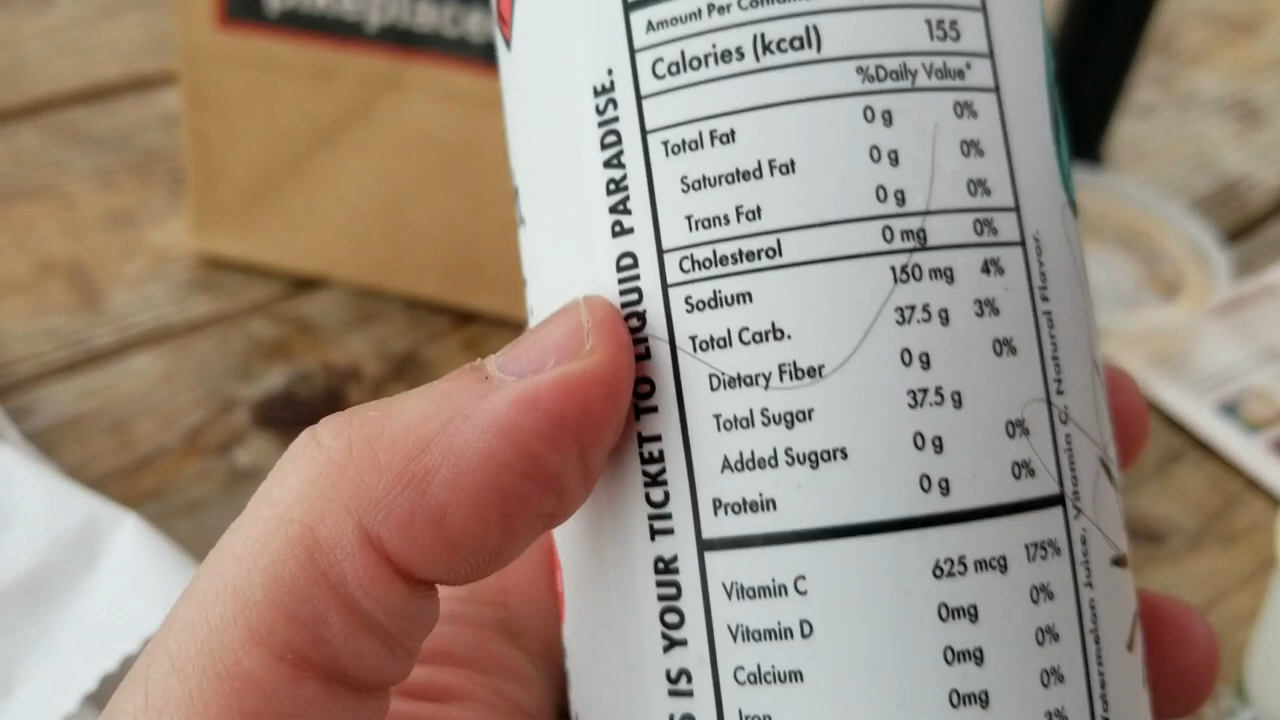 pikeplace
Amount Per
Calories (kcal) 155
%Daily Value*
Total Fat 0 g 0%
Saturated Fat 0 g 0%
Trans Fat 0 g 0%
Cholesterol 0 mg 0%
Sodium 150 mg 4%
Total Carb. 37.5 g 3%
Dietary Fiber 0 g 0%
Total Sugar 37.5 g
Added Sugars 0 g 0%
Protein 0 g 0%
Vitamin C 625 mcg 175%
Vitamin D 0mg 0%
Calcium 0mg 0%
Iron 0mg 0%
IS YOUR TICKET TO LIQUID PARADISE.
Juice, Vitamin C, Natural Flavor.